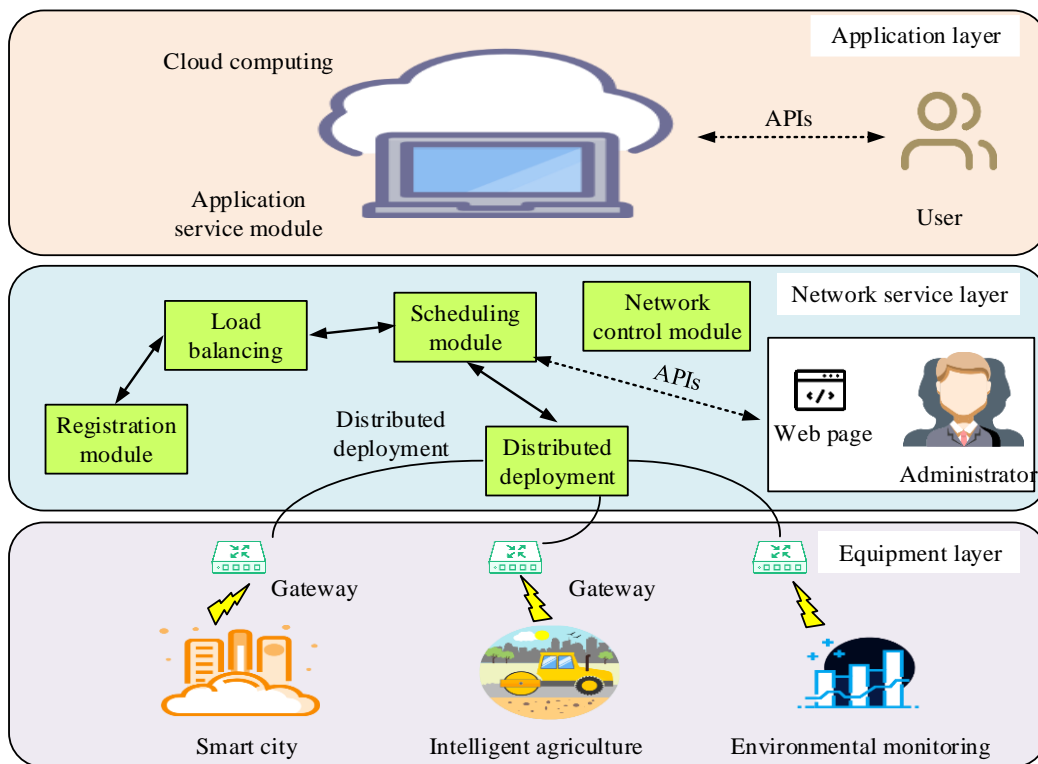 Application layer
Cloud computing
APIs
Application
service module
User
Network service layer
Load
balancing
Scheduling
module
Network
control module
APIs
Registration
module
Distributed
deployment
Distributed
deployment
</>
Web page
Administrator
Equipment layer
Gateway
Gateway
Smart city
Intelligent agriculture
Environmental monitoring